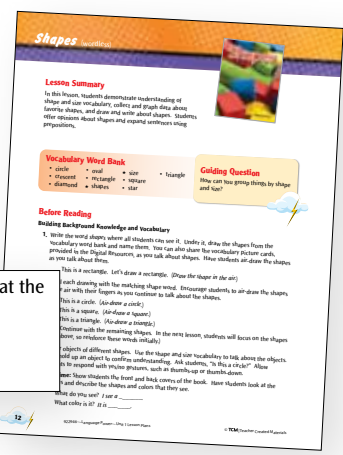 Shapes (wordless)
Lesson Summary
In this lesson, students demonstrate understanding of
shape and size vocabulary, collect and graph data about
favorite shapes, and draw and write about shapes. Students
offer opinions about shapes and expand sentences using
prepositions.
Vocabulary Word Bank
• circle • oval • size • triangle
• crescent • rectangle • square
• diamond • shapes • star
Guiding Question
How can you group things by shape
and size?
Before Reading
Building Background Knowledge and Vocabulary
1. Write the word shapes where all students can see it. Under it, draw the shapes from the
vocabulary word bank and name them. You can also share the vocabulary picture cards,
provided in the Digital Resources, as you talk about shapes. Have students air-draw the shapes
as you talk about them.
This is a rectangle. Let's draw a rectangle. (Draw the shape in the air.)
each drawing with the matching shape word. Encourage students to air-draw the shapes
air with their fingers as you continue to talk about the shapes.
at the
This is a circle. (Air-draw a circle.)
This is a square. (Air-draw a square.)
This is a triangle. (Air-draw a triangle.)
Continue with the remaining shapes. In the next lesson, students will focus on the shapes
above, so reinforce these words initially.
objects of different shapes. Use the shape and size vocabulary to talk about the objects.
hold up an object to confirm understanding. Ask students, "Is this a circle?" Allow
to respond with yes/no gestures, such as thumbs-up or thumbs-down.
Show students the front and back covers of the book. Have students look at the
and describe the shapes and colors that they see.
What do you see? I see a
What color is it? It is
12
© TCM Teacher Created Materials